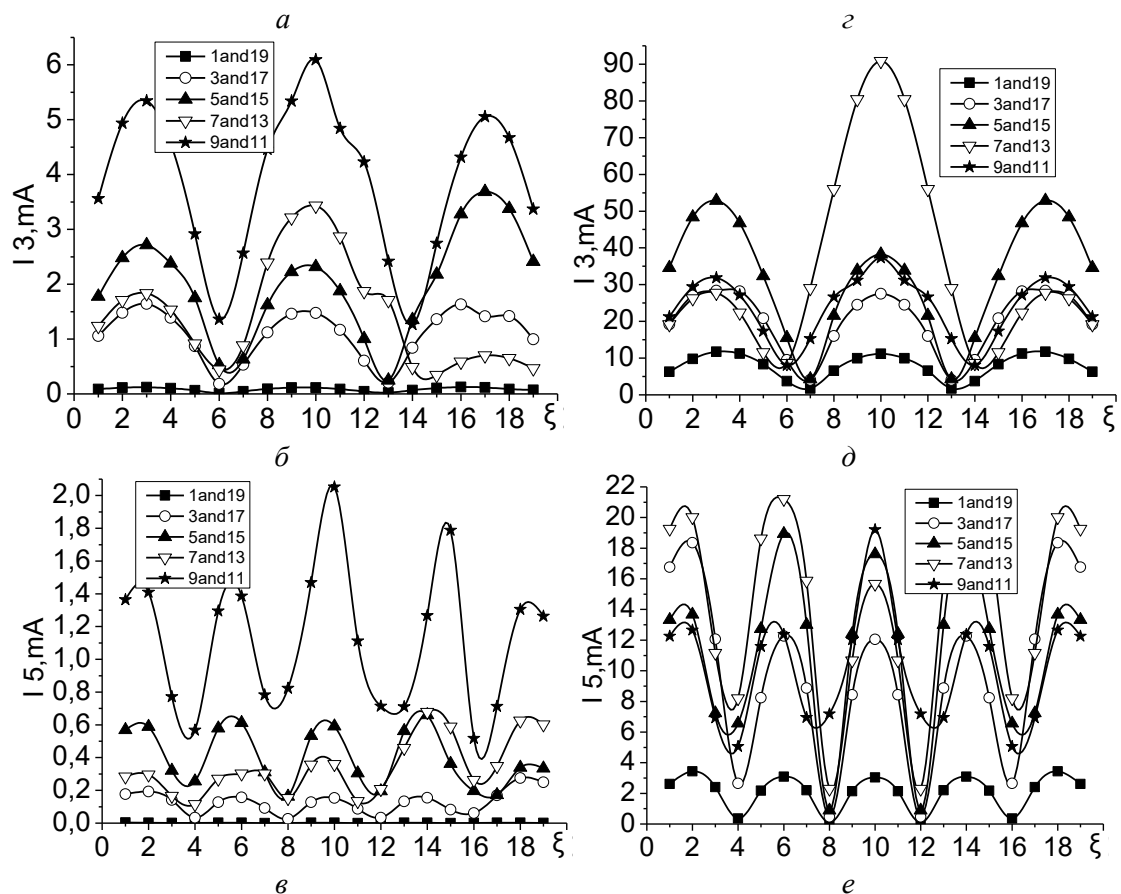 а
г
I 3,mA
6
5
4
3
2
1
0
1and19
3and17
5and15
7and13
9and11
0 2 4 6 8 10 12 14 16 18 ξ
I 3,mA
90
80
70
60
50
40
30
20
10
0
1and19
3and17
5and15
7and13
9and11
0 2 4 6 8 10 12 14 16 18 ξ
б
д
I 5,mA
2,0
1,8
1,6
1,4
1,2
1,0
0,8
0,6
0,4
0,2
0,0
1and19
3and17
5and15
7and13
9and11
0 2 4 6 8 10 12 14 16 18 ξ
I 5,mA
22
20
18
16
14
12
10
8
6
4
2
0
1and19
3and17
5and15
7and13
9and11
0 2 4 6 8 10 12 14 16 18 ξ
в
е